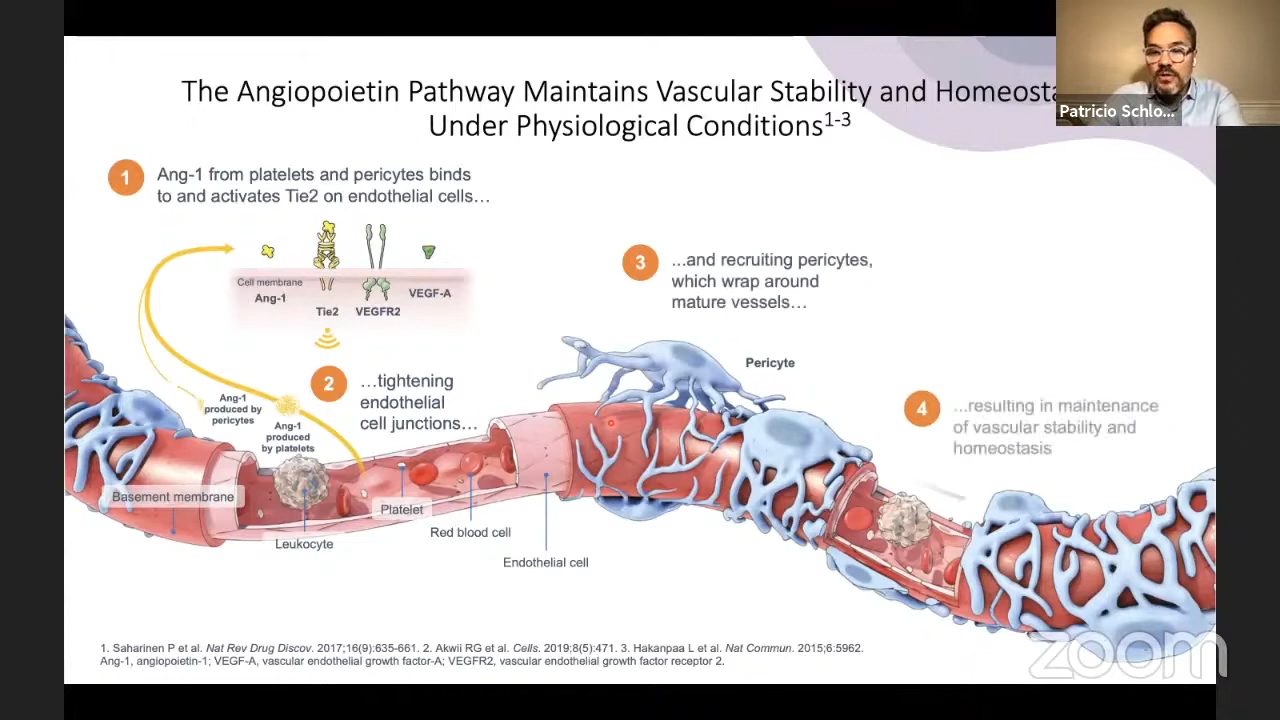 The Angiopoietin Pathway Maintains Vascular Stability and
Under Physiological Conditions1-3
Patricio Schlo...
1
Ang-1 from platelets and pericytes binds
to and activates Tie2 on endothelial cells…
Cell membrane
Ang-1
Tie2
VEGFR2
VEGF-A
2
…tightening
endothelial
cell junctions…
3
...and recruiting pericytes,
which wrap around
mature vessels…
Pericyte
4
...resulting in maintenance
of vascular stability and
homeostasis
Ang-1
produced by
pericytes
Ang-1
produced
by platelets
Basement membrane
Leukocyte
Platelet
Red blood cell
Endothelial cell
1. Saharinen P et al. Nat Rev Drug Discov. 2017;16(9):635-661. 2. Akwii RG et al. Cells. 2019;8(5):471. 3. Hakanpaa L et al. Nat Commun. 2015;6:5962.
Ang-1, angiopoietin-1; VEGF-A, vascular endothelial growth factor-A; VEGFR2, vascular endothelial growth factor receptor 2.
zoom